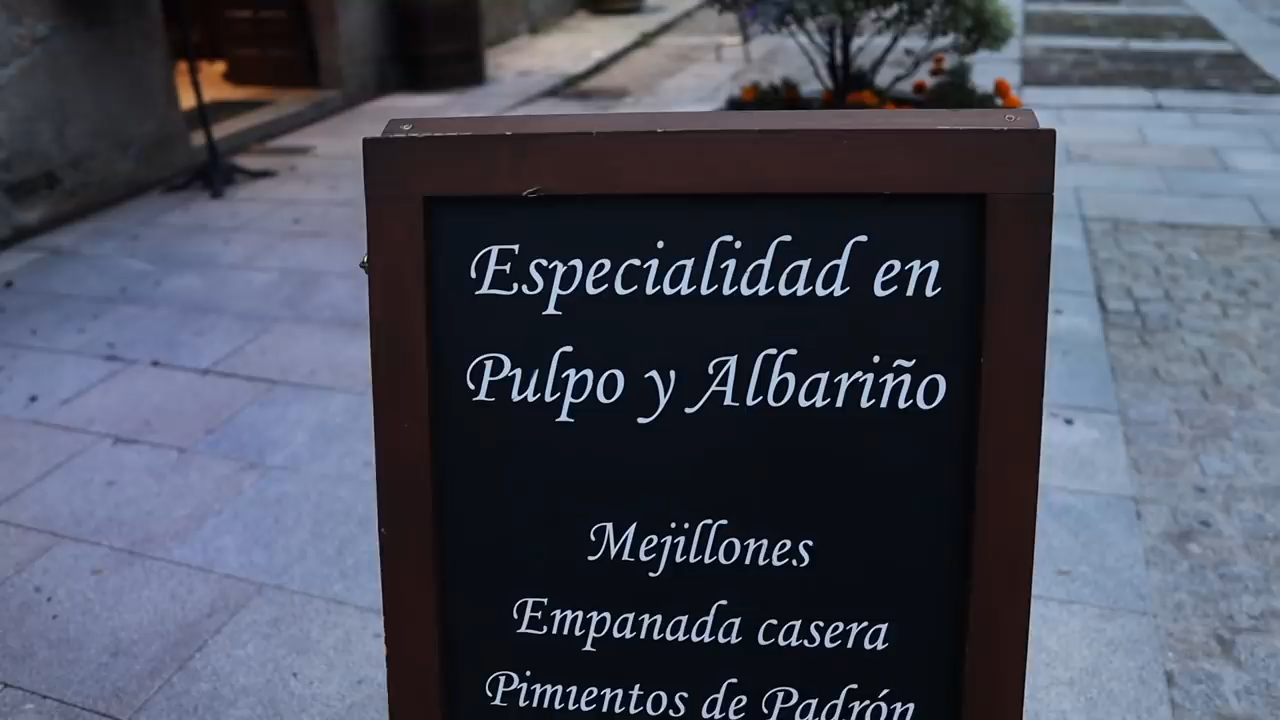 Especialidad en
Pulpo y Albariño
Mejillones
Empanada casera
Pimientos de Padrón